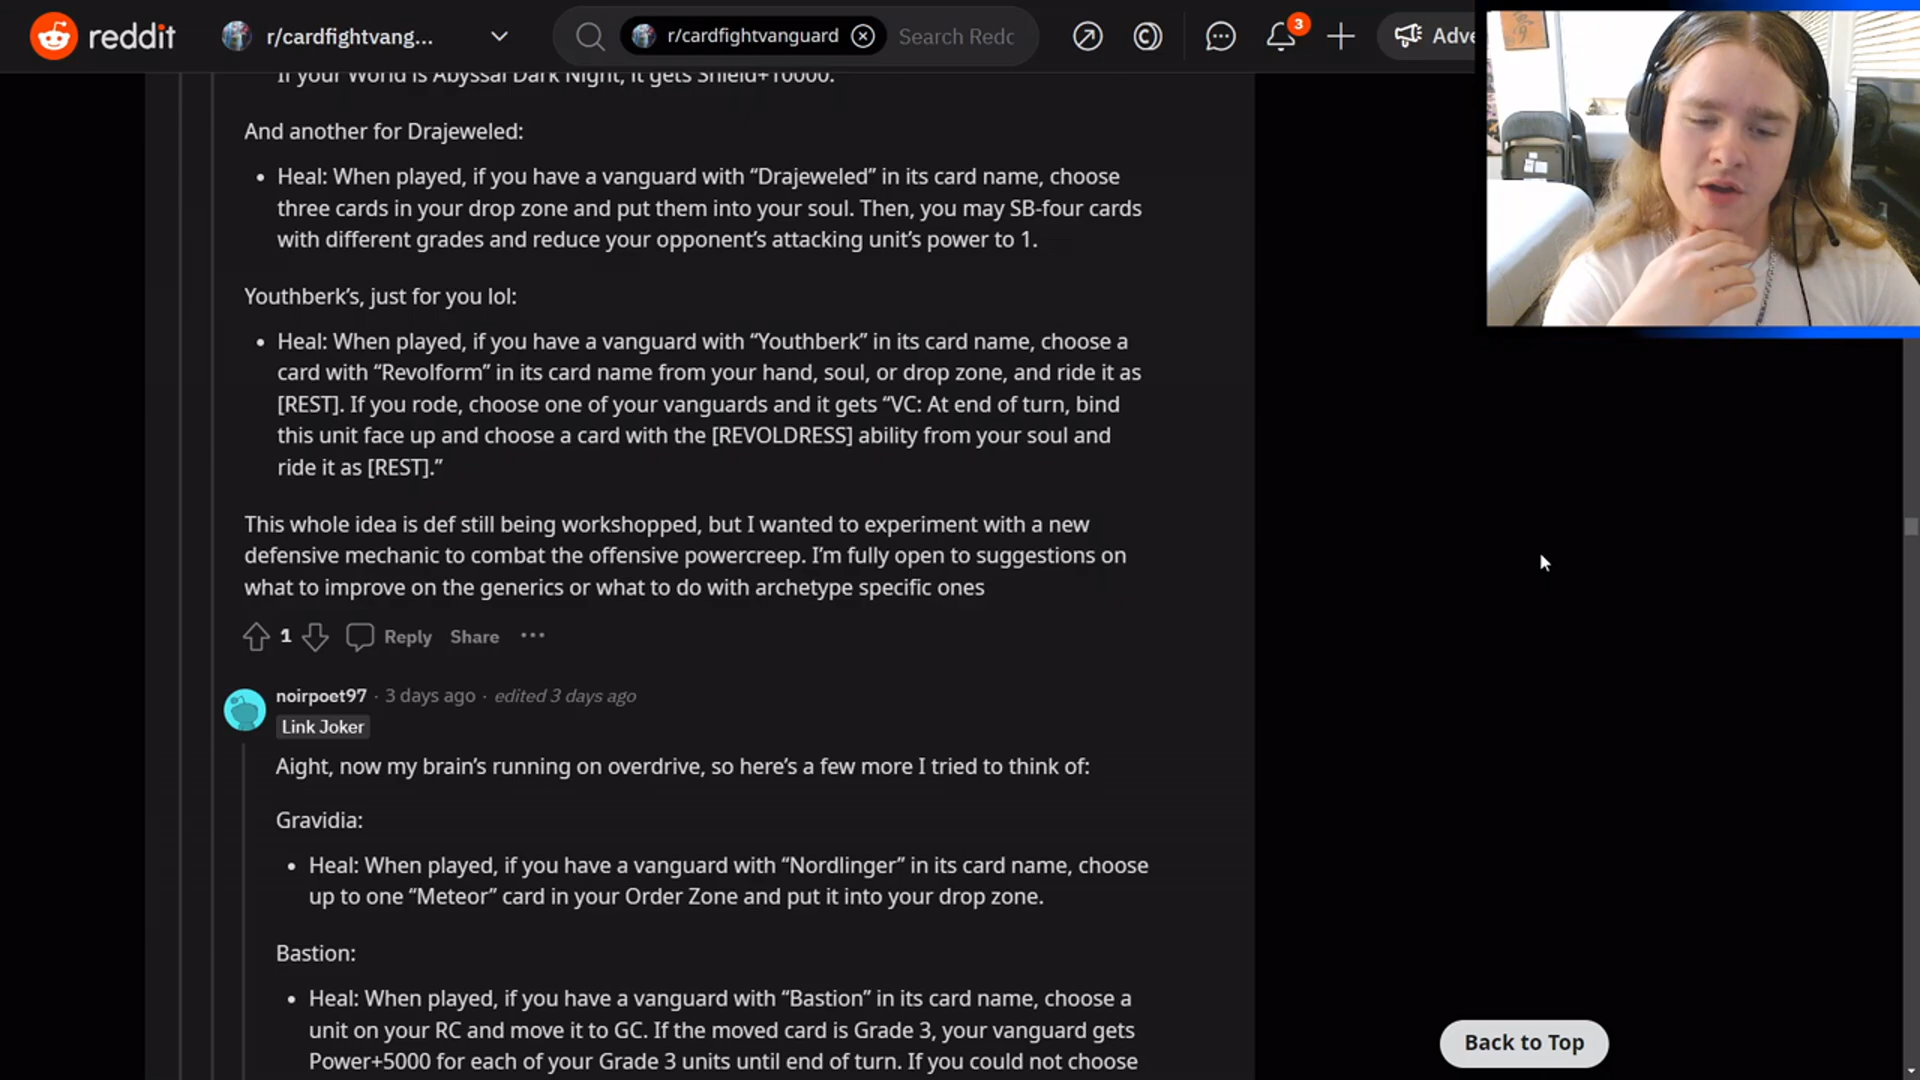 reddit
r/cardfightvang...
r/cardfightvanguard
Search Redc
3
Adve
If your World is Abyssal Dark Night, it gets Shield+10000.
And another for Drajeweled:
• Heal: When played, if you have a vanguard with “Drajeweled” in its card name, choose
three cards in your drop zone and put them into your soul. Then, you may SB-four cards
with different grades and reduce your opponent’s attacking unit’s power to 1.
Youthberk’s, just for you lol:
• Heal: When played, if you have a vanguard with “Youthberk” in its card name, choose a
card with “Revolform” in its card name from your hand, soul, or drop zone, and ride it as
[REST]. If you rode, choose one of your vanguards and it gets “VC: At end of turn, bind
this unit face up and choose a card with the [REVOLDRESS] ability from your soul and
ride it as [REST].”
This whole idea is def still being workshopped, but I wanted to experiment with a new
defensive mechanic to combat the offensive powercreep. I’m fully open to suggestions on
what to improve on the generics or what to do with archetype specific ones
1 Reply Share ...
noirpoet97 · 3 days ago · edited 3 days ago
Link Joker
Aight, now my brain’s running on overdrive, so here’s a few more I tried to think of:
Gravidia:
• Heal: When played, if you have a vanguard with “Nordlinger” in its card name, choose
up to one “Meteor” card in your Order Zone and put it into your drop zone.
Bastion:
• Heal: When played, if you have a vanguard with “Bastion” in its card name, choose a
unit on your RC and move it to GC. If the moved card is Grade 3, your vanguard gets
Power+5000 for each of your Grade 3 units until end of turn. If you could not choose
Back to Top